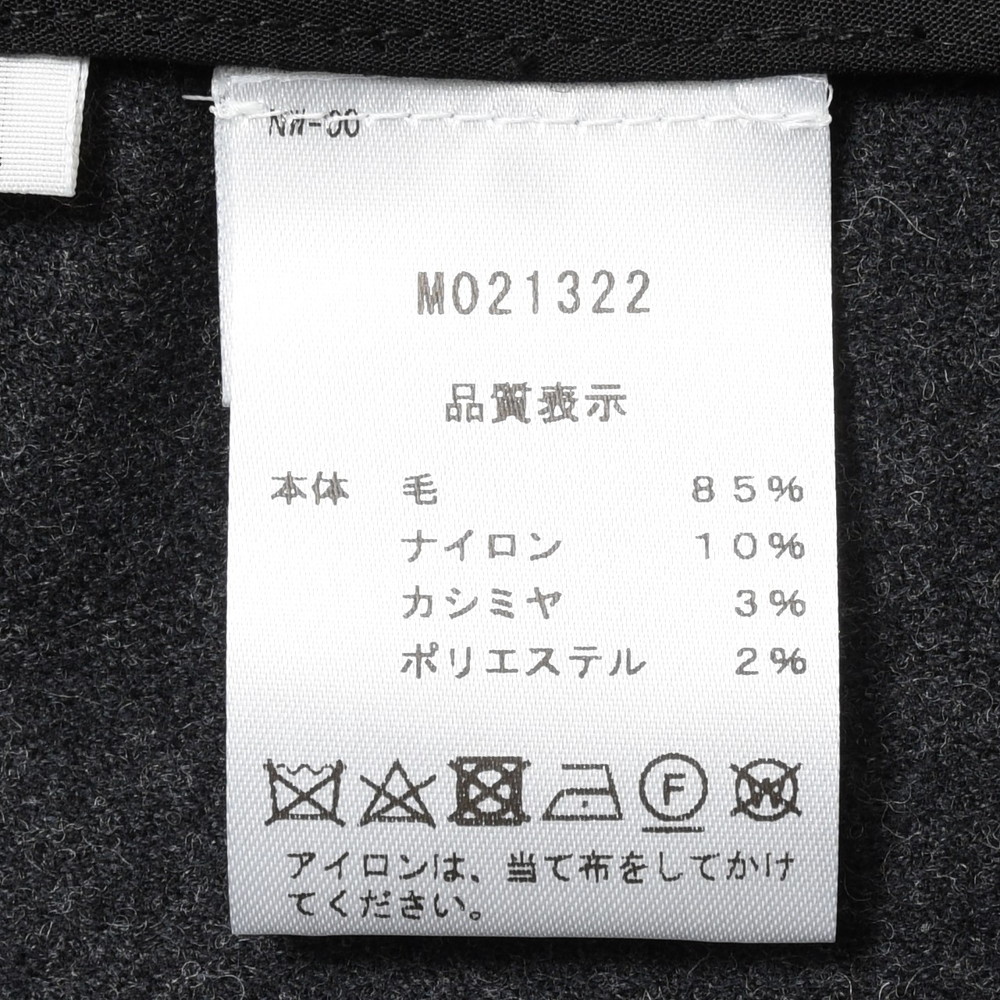 NW-00
M021322
品質表示
本体 毛 85%
ナイロン 10%
カシミヤ 3%
ポリエステル 2%
F W
アイロンは、当て布をしてかけ
てください。